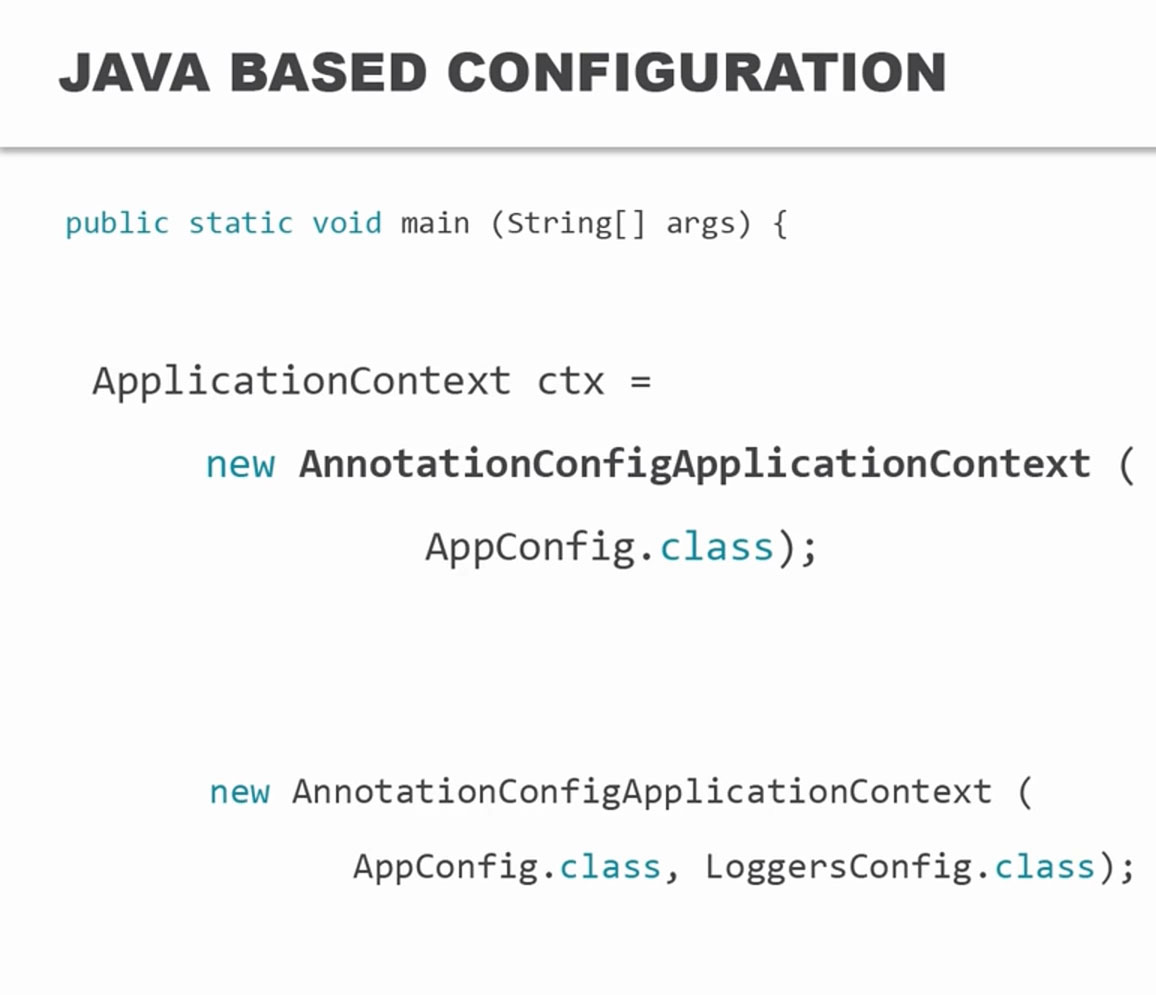 JAVA BASED CONFIGURATION
public static void main (String[] args) {
ApplicationContext ctx =
new AnnotationConfigApplicationContext (
AppConfig.class);
new AnnotationConfigApplicationContext (
AppConfig.class, LoggersConfig.class);